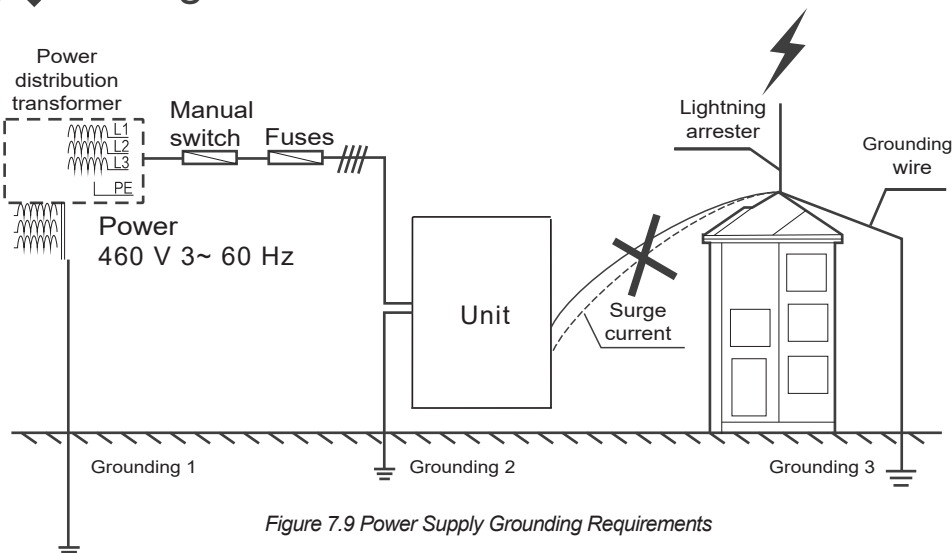 Power
distribution
transformer
L1
L2
L3
PE
Manual
switch
Fuses
Power
460 V 3~ 60 Hz
Unit
Surge
current
Lightning
arrester
Grounding
wire
Grounding 1
Grounding 2
Grounding 3
Figure 7.9 Power Supply Grounding Requirements